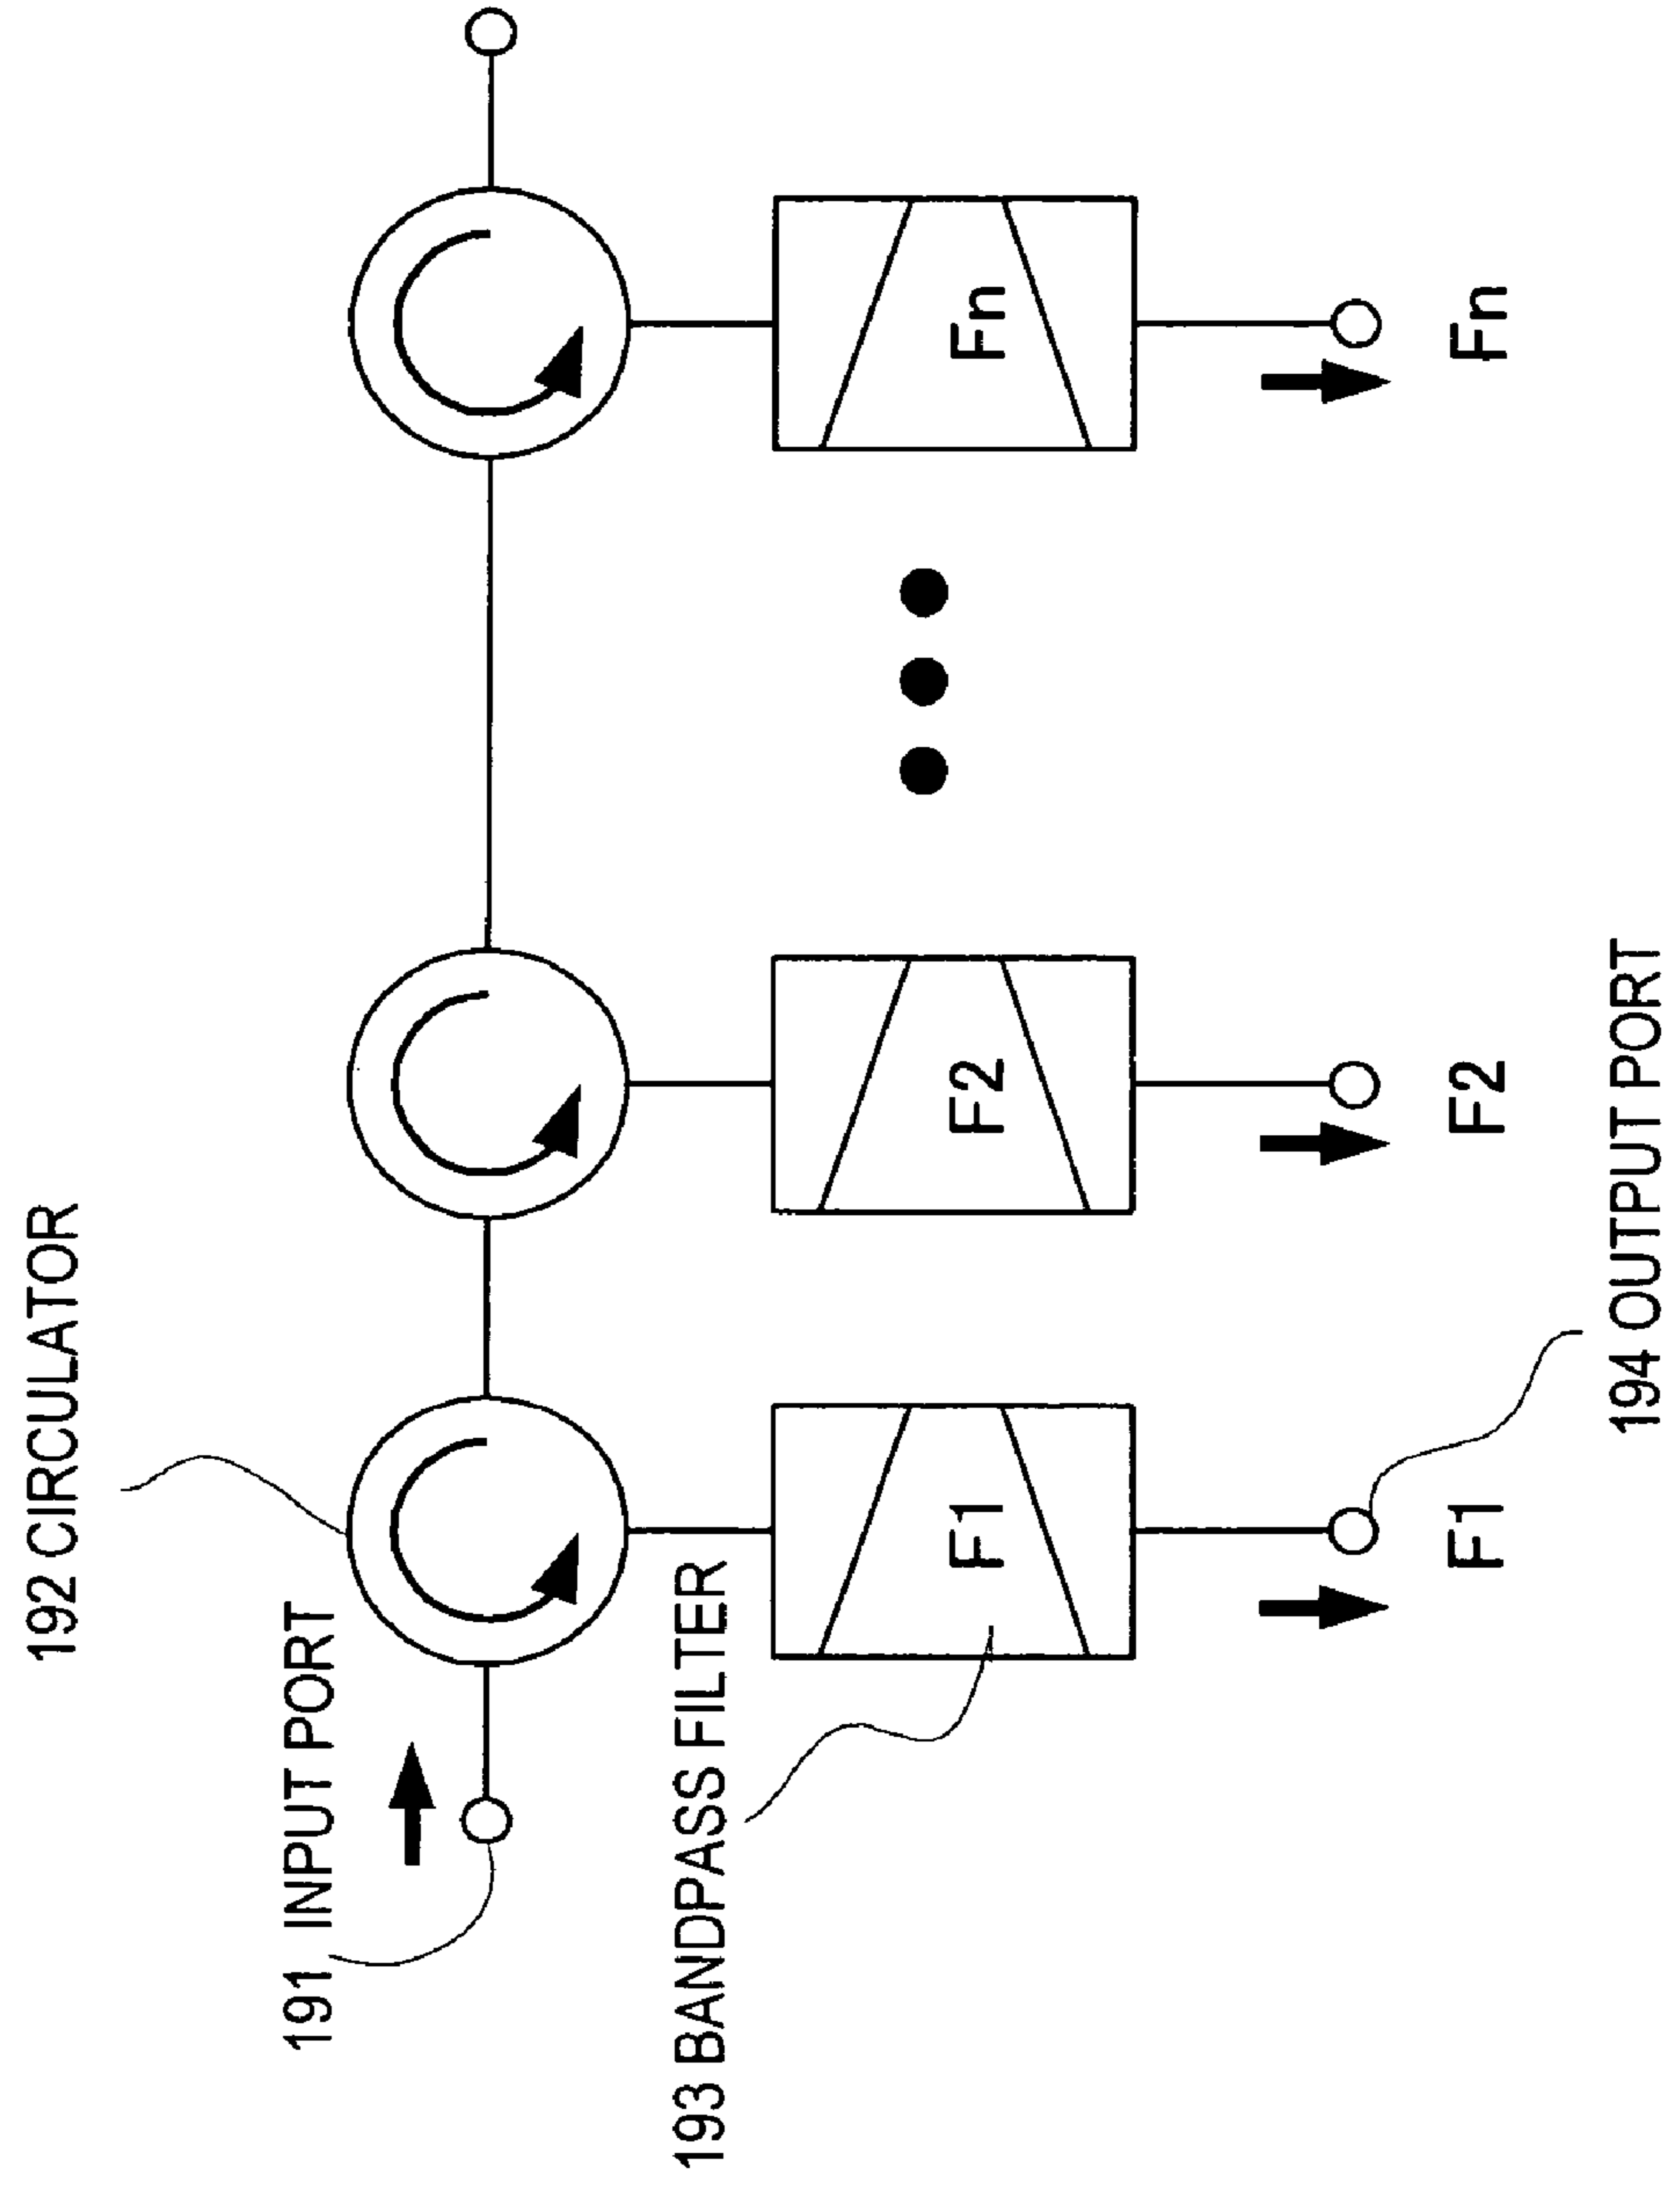 192 CIRCULATOR
191 INPUT PORT
193 BANDPASS FILTER
F1
F2
Fn
F1
F2
Fn
194 OUTPUT PORT